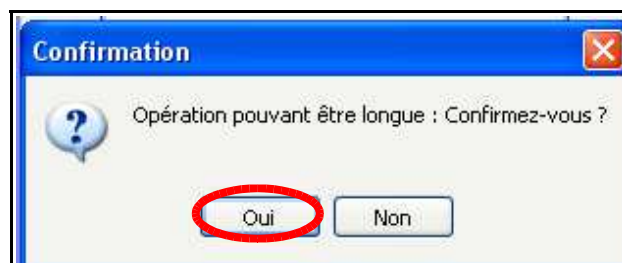 Confirmation
Opération pouvant être longue : Confirmez-vous ?
Oui Non